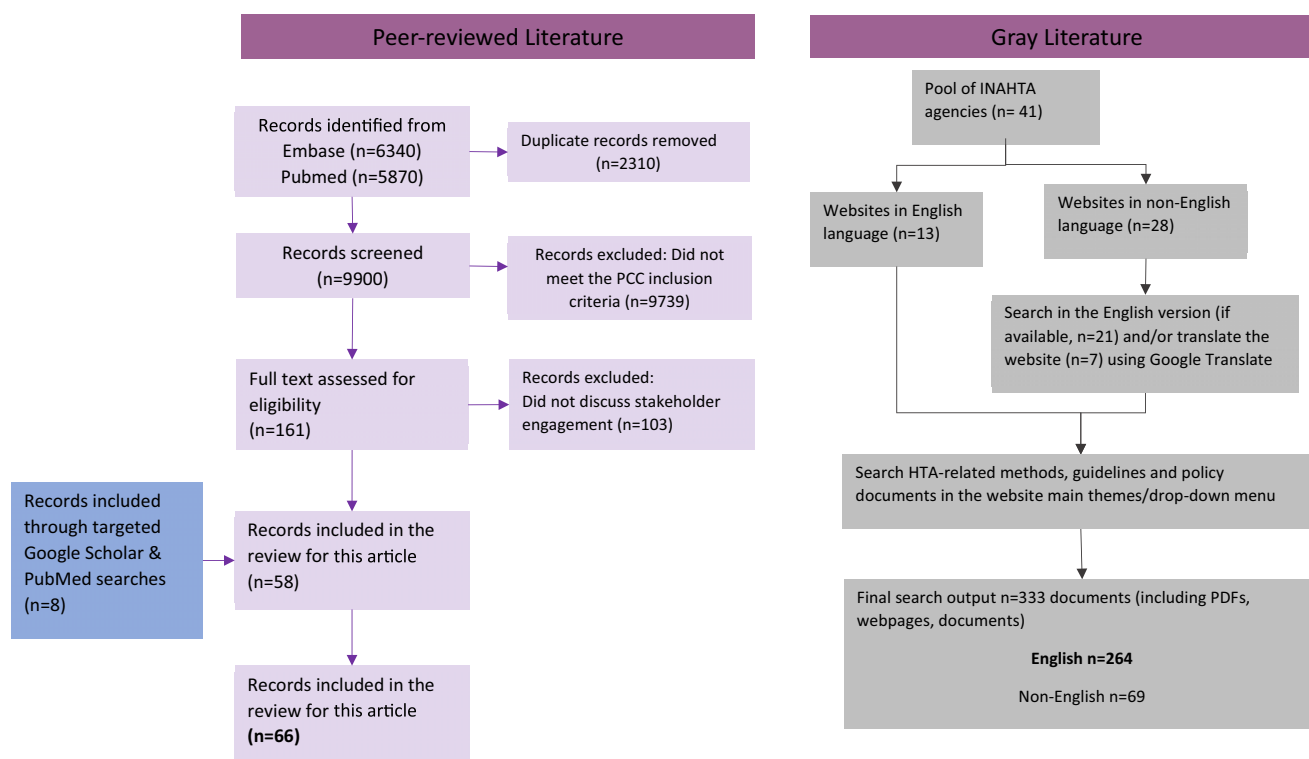 Peer-reviewed Literature
Records identified from
Embase (n=6340)
Pubmed (n=5870)
Duplicate records removed
(n=2310)
Records screened
(n=9900)
Records excluded: Did not
meet the PCC inclusion
criteria (n=9739)
Full text assessed for
eligibility
(n=161)
Records excluded:
Did not discuss stakeholder
engagement (n=103)
Records included
through targeted
Google Scholar &
PubMed searches
(n=8)
Records included in the
review for this article
(n=58)
Records included in the
review for this article
(n=66)
Gray Literature
Pool of INAHTA
agencies (n= 41)
Websites in English
language (n=13)
Websites in non-English
language (n=28)
Search in the English version (if
available, n=21) and/or translate the
website (n=7) using Google Translate
Search HTA-related methods, guidelines and policy
documents in the website main themes/drop-down menu
Final search output n=333 documents (including PDFs,
webpages, documents)
English n=264
Non-English n=69